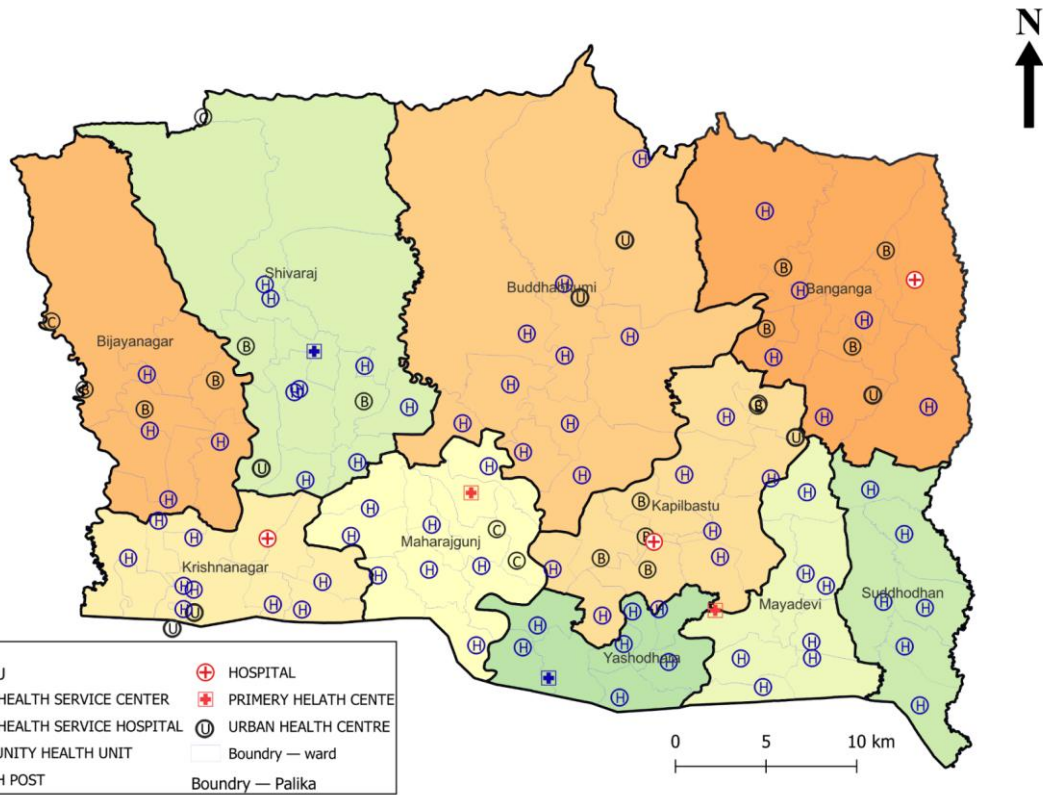 N
Shivaraj
Buddhabhumi
Banganga
Bijayanagar
Kapilbastu
Maharajgunj
Krishnanagar
Mayadevi
Suddhodhan
Yashodhara
0 5 10 km
U
HOSPITAL
HEALTH SERVICE CENTER
PRIMERY HELATH CENTE
HEALTH SERVICE HOSPITAL
U URBAN HEALTH CENTRE
UNITY HEALTH UNIT
Boundry — ward
H POST
Boundry — Palika